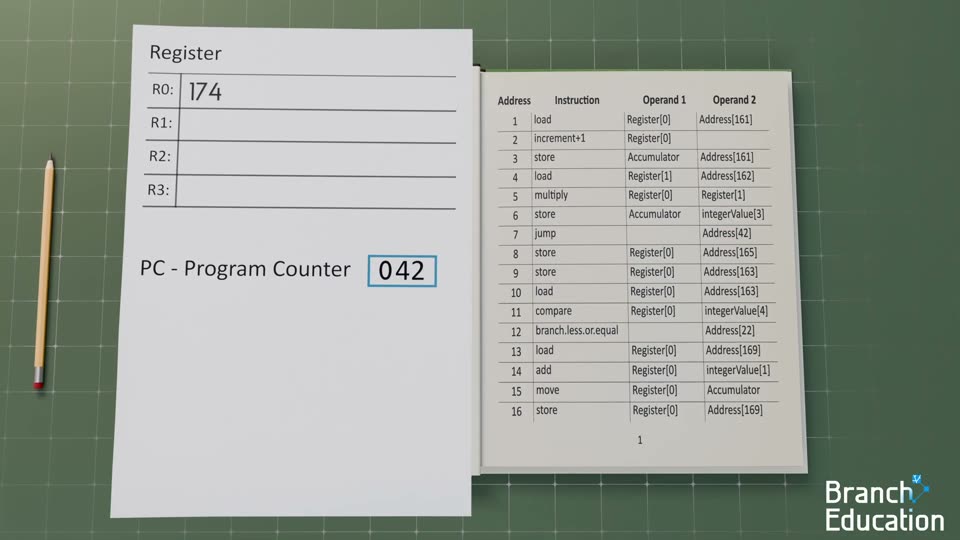 Register
R0: 174
R1:
R2:
R3:
PC - Program Counter 042
Address Instruction Operand 1 Operand 2
1 load Register[0] Address[161]
2 increment+1 Register[0]
3 store Accumulator Address[161]
4 load Register[1] Address[162]
5 multiply Register[0] Register[1]
6 store Accumulator integerValue[3]
7 jump Address[42]
8 store Register[0] Address[165]
9 store Register[0] Address[163]
10 load Register[0] Address[163]
11 compare Register[0] integerValue[4]
12 branch.less.or.equal Address[22]
13 load Register[0] Address[169]
14 add Register[0] integerValue[1]
15 move Register[0] Accumulator
16 store Register[0] Address[169]
1
Branch
Education